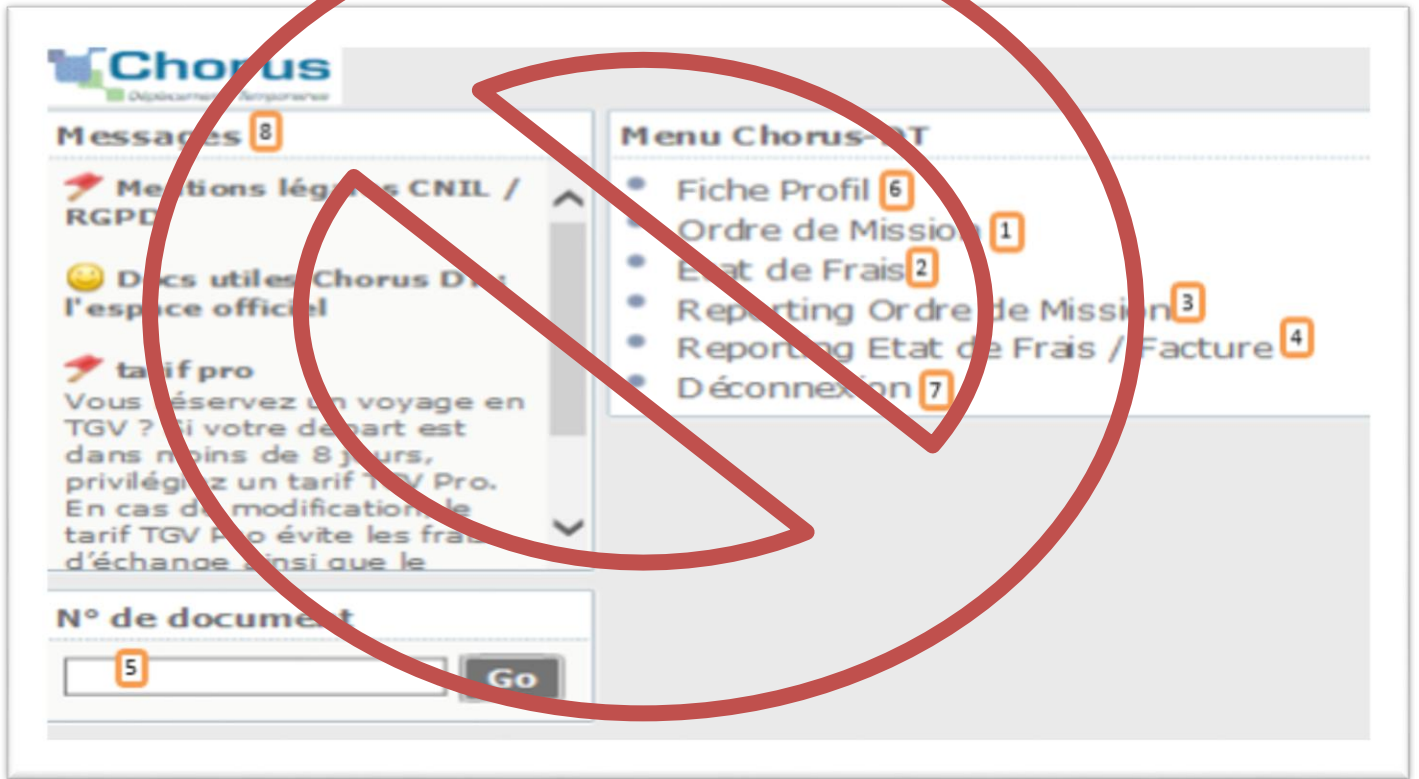 Chorus
Déplacements Temporaires
Messages 8
Mentions légales CNIL /
RGPD
Docs utiles Chorus DT :
l'espace officiel
tarif pro
Vous réservez un voyage en
TGV ? Si votre départ est
dans moins de 8 jours,
privilégiez un tarif TGV Pro.
En cas de modification, le
tarif TGV Pro évite les frais
d'échange ainsi que le
N° de document
5
Go
Menu Chorus-DT
Fiche Profil 6
Ordre de Mission 1
Etat de Frais 2
Reporting Ordre de Mission 3
Reporting Etat de Frais / Facture 4
Déconnexion 7